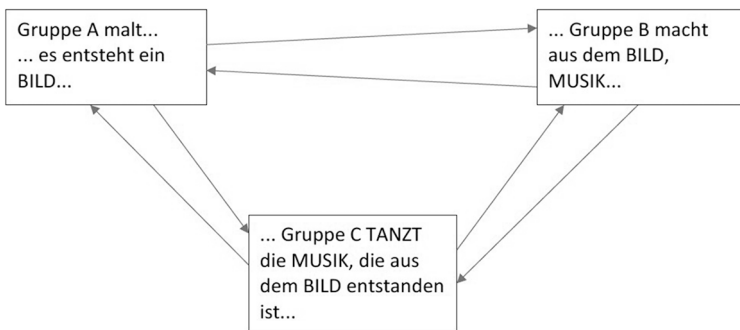 Gruppe A malt...
... es entsteht ein
BILD...
... Gruppe B macht
aus dem BILD,
MUSIK...
... Gruppe C TANZT
die MUSIK, die aus
dem BILD entstanden
ist...